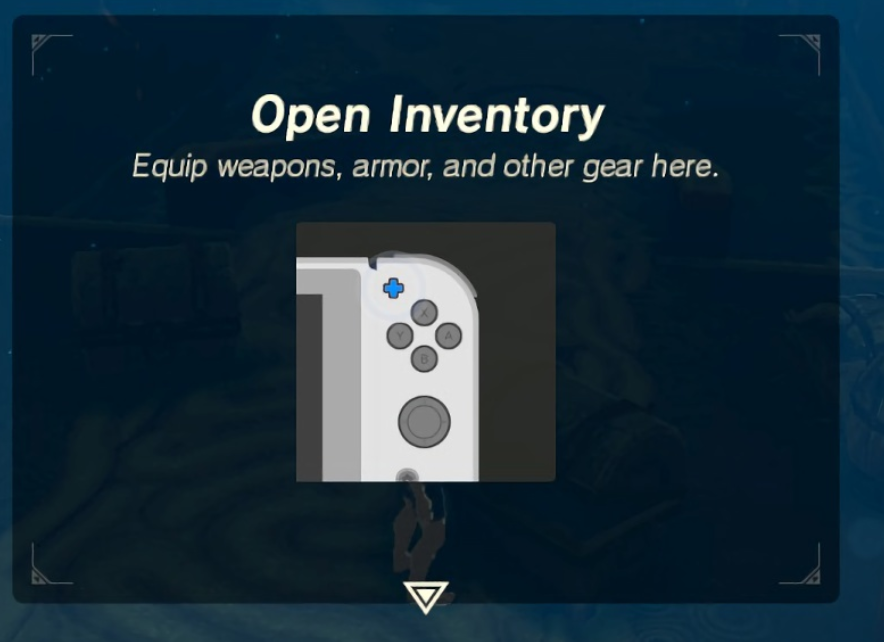 Open Inventory
Equip weapons, armor, and other gear here.
X
Y A
B